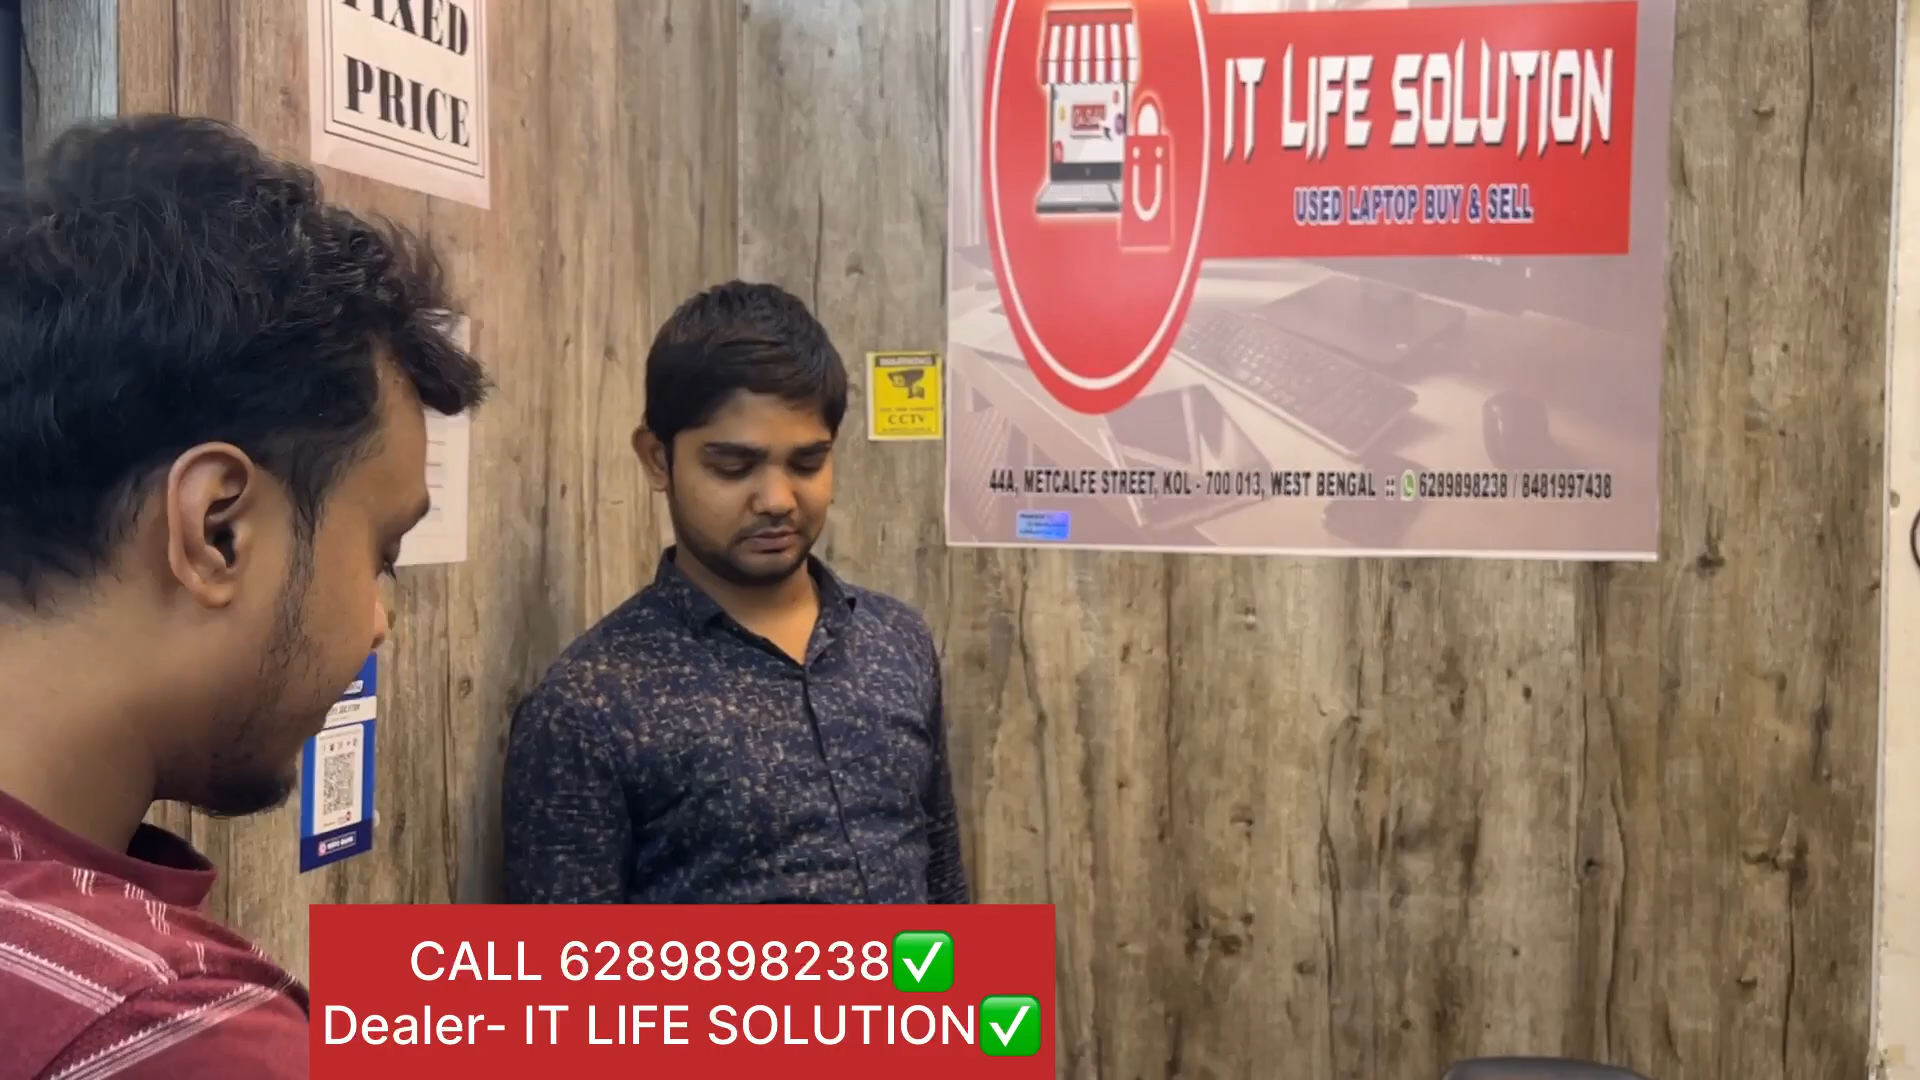 FIXED
PRICE
IT LIFE SOLUTION
USED LAPTOP BUY & SELL
CCTV
44A, METCALFE STREET, KOL - 700 013, WEST BENGAL :: 6289898238 / 8481997438
CALL 6289898238✅
Dealer- IT LIFE SOLUTION✅